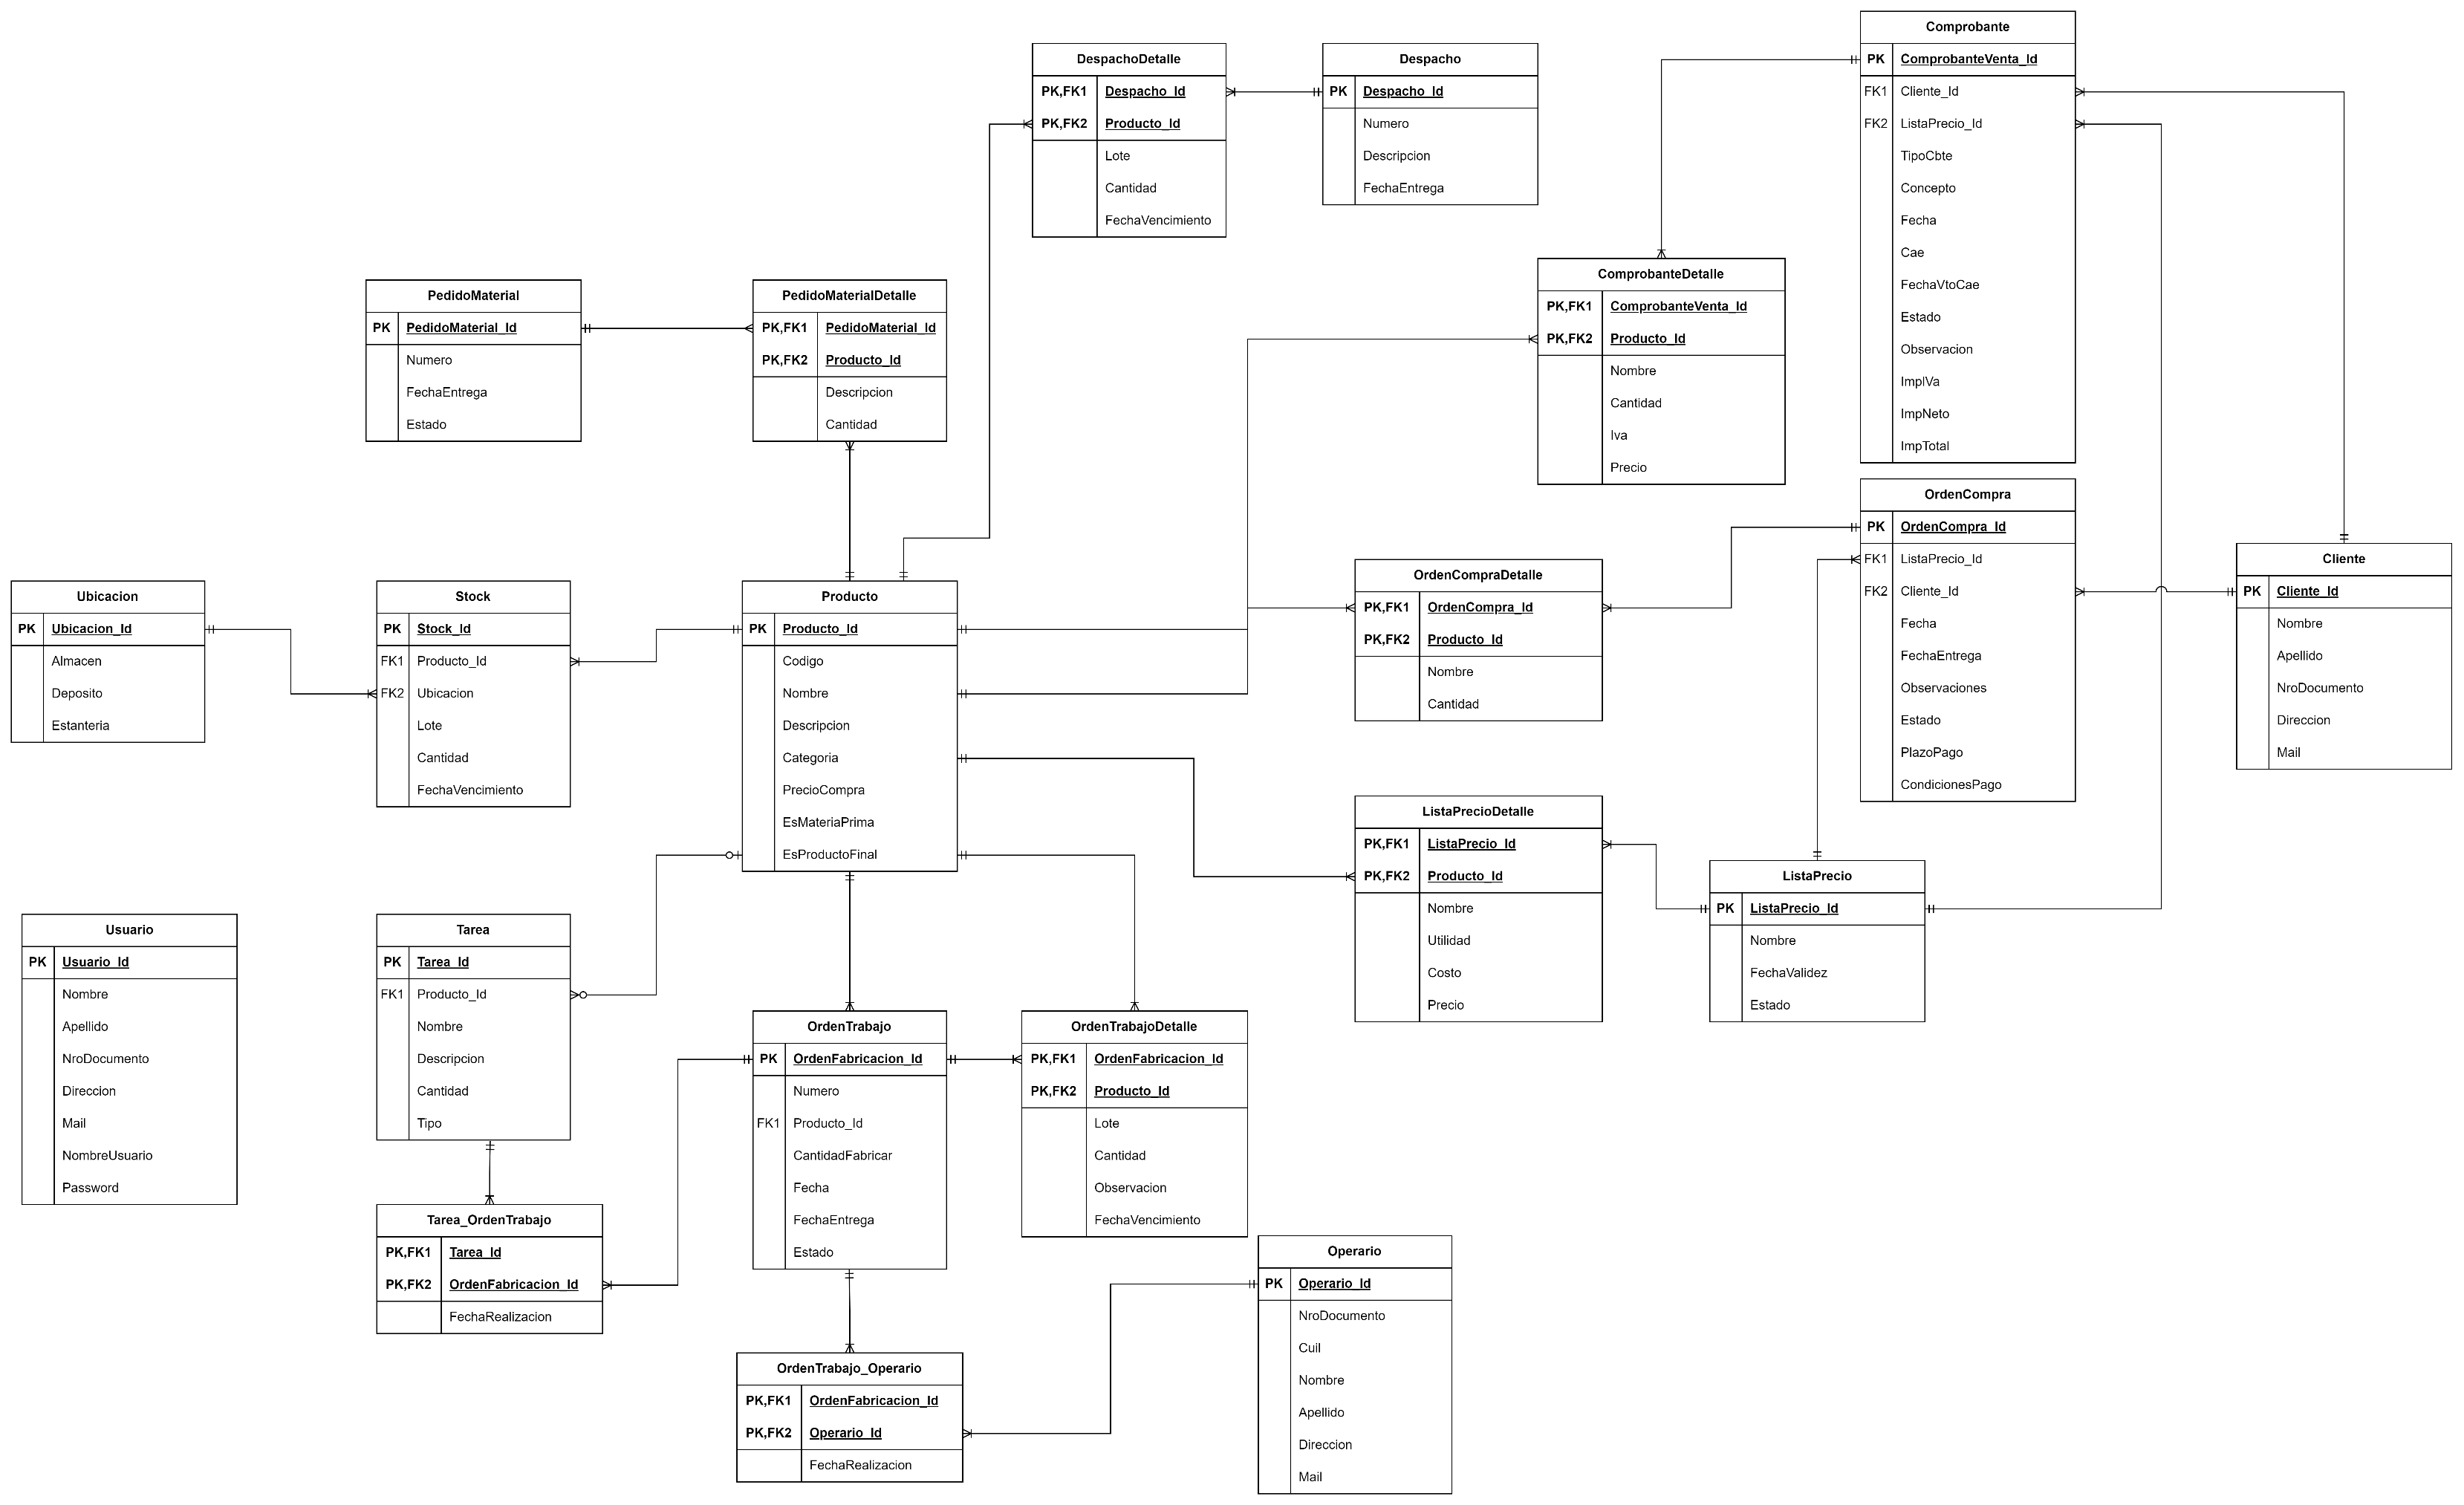 Comprobante
PK ComprobanteVenta_Id
FK1 Cliente_Id
FK2 ListaPrecio_Id
TipoCbte
Concepto
Fecha
Cae
FechaVtoCae
Estado
Observacion
ImpIVa
ImpNeto
ImpTotal
DespachoDetalle
PK,FK1 Despacho_Id
PK,FK2 Producto_Id
Lote
Cantidad
FechaVencimiento
Despacho
PK Despacho_Id
Numero
Descripcion
FechaEntrega
ComprobanteDetalle
PK,FK1 ComprobanteVenta_Id
PK,FK2 Producto_Id
Nombre
Cantidad
Iva
Precio
PedidoMaterial
PK PedidoMaterial_Id
Numero
FechaEntrega
Estado
PedidoMaterialDetalle
PK,FK1 PedidoMaterial_Id
PK,FK2 Producto_Id
Descripcion
Cantidad
OrdenCompra
PK OrdenCompra_Id
FK1 ListaPrecio_Id
FK2 Cliente_Id
Fecha
FechaEntrega
Observaciones
Estado
PlazoPago
CondicionesPago
Cliente
PK Cliente_Id
Nombre
Apellido
NroDocumento
Direccion
Mail
OrdenCompraDetalle
PK,FK1 OrdenCompra_Id
PK,FK2 Producto_Id
Nombre
Cantidad
Ubicacion
PK Ubicacion_Id
Almacen
Deposito
Estanteria
Stock
PK Stock_Id
FK1 Producto_Id
FK2 Ubicacion
Lote
Cantidad
FechaVencimiento
Producto
PK Producto_Id
Codigo
Nombre
Descripcion
Categoria
PrecioCompra
EsMateriaPrima
EsProductoFinal
ListaPrecioDetalle
PK,FK1 ListaPrecio_Id
PK,FK2 Producto_Id
Nombre
Utilidad
Costo
Precio
ListaPrecio
PK ListaPrecio_Id
Nombre
FechaValidez
Estado
Usuario
PK Usuario_Id
Nombre
Apellido
NroDocumento
Direccion
Mail
NombreUsuario
Password
Tarea
PK Tarea_Id
FK1 Producto_Id
Nombre
Descripcion
Cantidad
Tipo
OrdenTrabajo
PK OrdenFabricacion_Id
Numero
FK1 Producto_Id
CantidadFabricar
Fecha
FechaEntrega
Estado
OrdenTrabajoDetalle
PK,FK1 OrdenFabricacion_Id
PK,FK2 Producto_Id
Lote
Cantidad
Observacion
FechaVencimiento
Tarea_OrdenTrabajo
PK,FK1 Tarea_Id
PK,FK2 OrdenFabricacion_Id
FechaRealizacion
Operario
PK Operario_Id
NroDocumento
Cuil
Nombre
Apellido
Direccion
Mail
OrdenTrabajo_Operario
PK,FK1 OrdenFabricacion_Id
PK,FK2 Operario_Id
FechaRealizacion